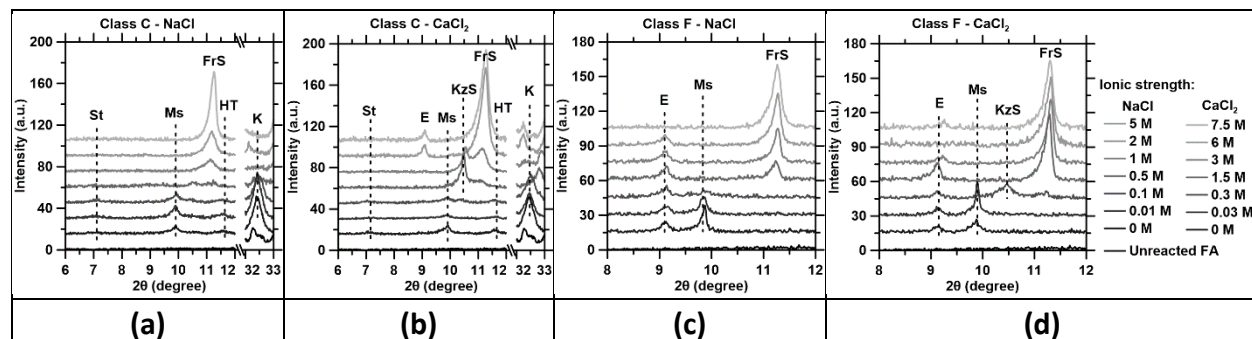 Class C - NaCl
200
160
120
80
40
0
Intensity (a.u.)
St
Ms
FrS
HT
K
6 7 8 9 10 11 12 32 33
2θ (degree)
(a)
Class C - CaCl₂
200
160
120
80
40
0
Intensity (a.u.)
St
E
Ms
KzS
FrS
HT
K
6 7 8 9 10 11 12 32 33
2θ (degree)
(b)
Class F - NaCl
180
150
120
90
60
30
0
Intensity (a.u.)
E
Ms
FrS
8 9 10 11 12
2θ (degree)
(c)
Class F - CaCl₂
180
150
120
90
60
30
0
Intensity (a.u.)
E
Ms
KzS
FrS
8 9 10 11 12
2θ (degree)
(d)
Ionic strength:
NaCl CaCl₂
5 M 7.5 M
2 M 6 M
1 M 3 M
0.5 M 1.5 M
0.1 M 0.3 M
0.01 M 0.03 M
0 M 0 M
Unreacted FA